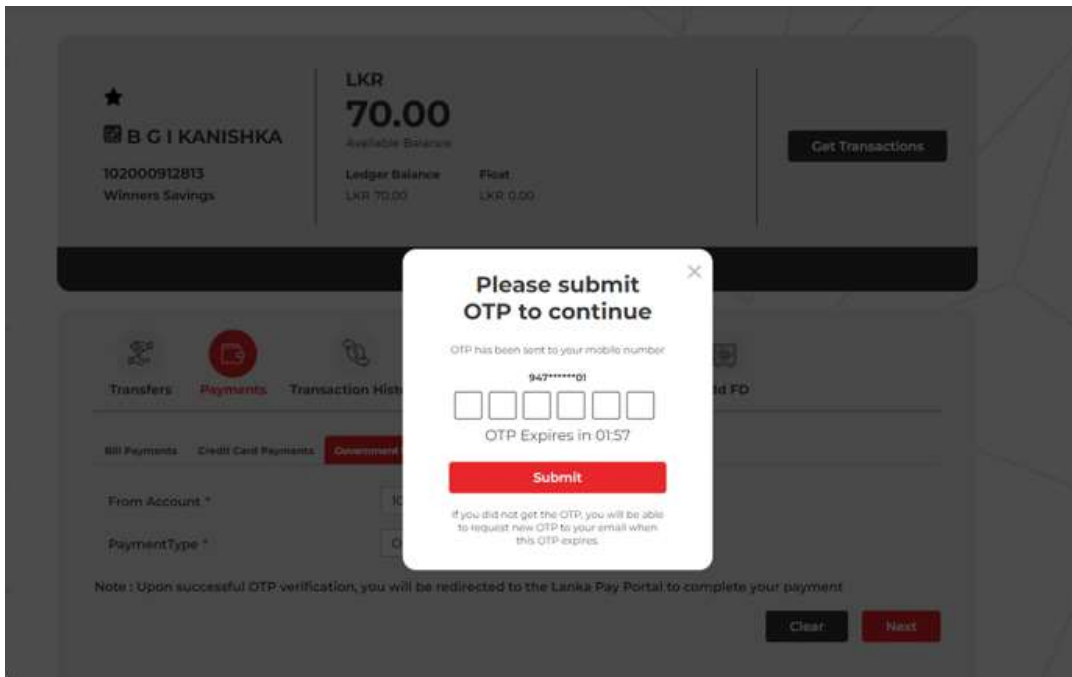 LKR
70.00
B G I KANISHKA
Available Balance
Get Transactions
102000912813
Ledger Balance Float
Winners Savings
LKR 70.00 LKR 0.00
Please submit
OTP to continue
OTP has been sent to your mobile number
947******01
OTP Expires in 01:57
Submit
If you did not get the OTP, you will be able
to request new OTP to your email when
this OTP expires.
Transfers Payments Transaction Hist FD
Bill Payments Credit Card Payments Government
From Account *
PaymentType *
Note : Upon successful OTP verification, you will be redirected to the Lanka Pay Portal to complete your payment
Clear Next